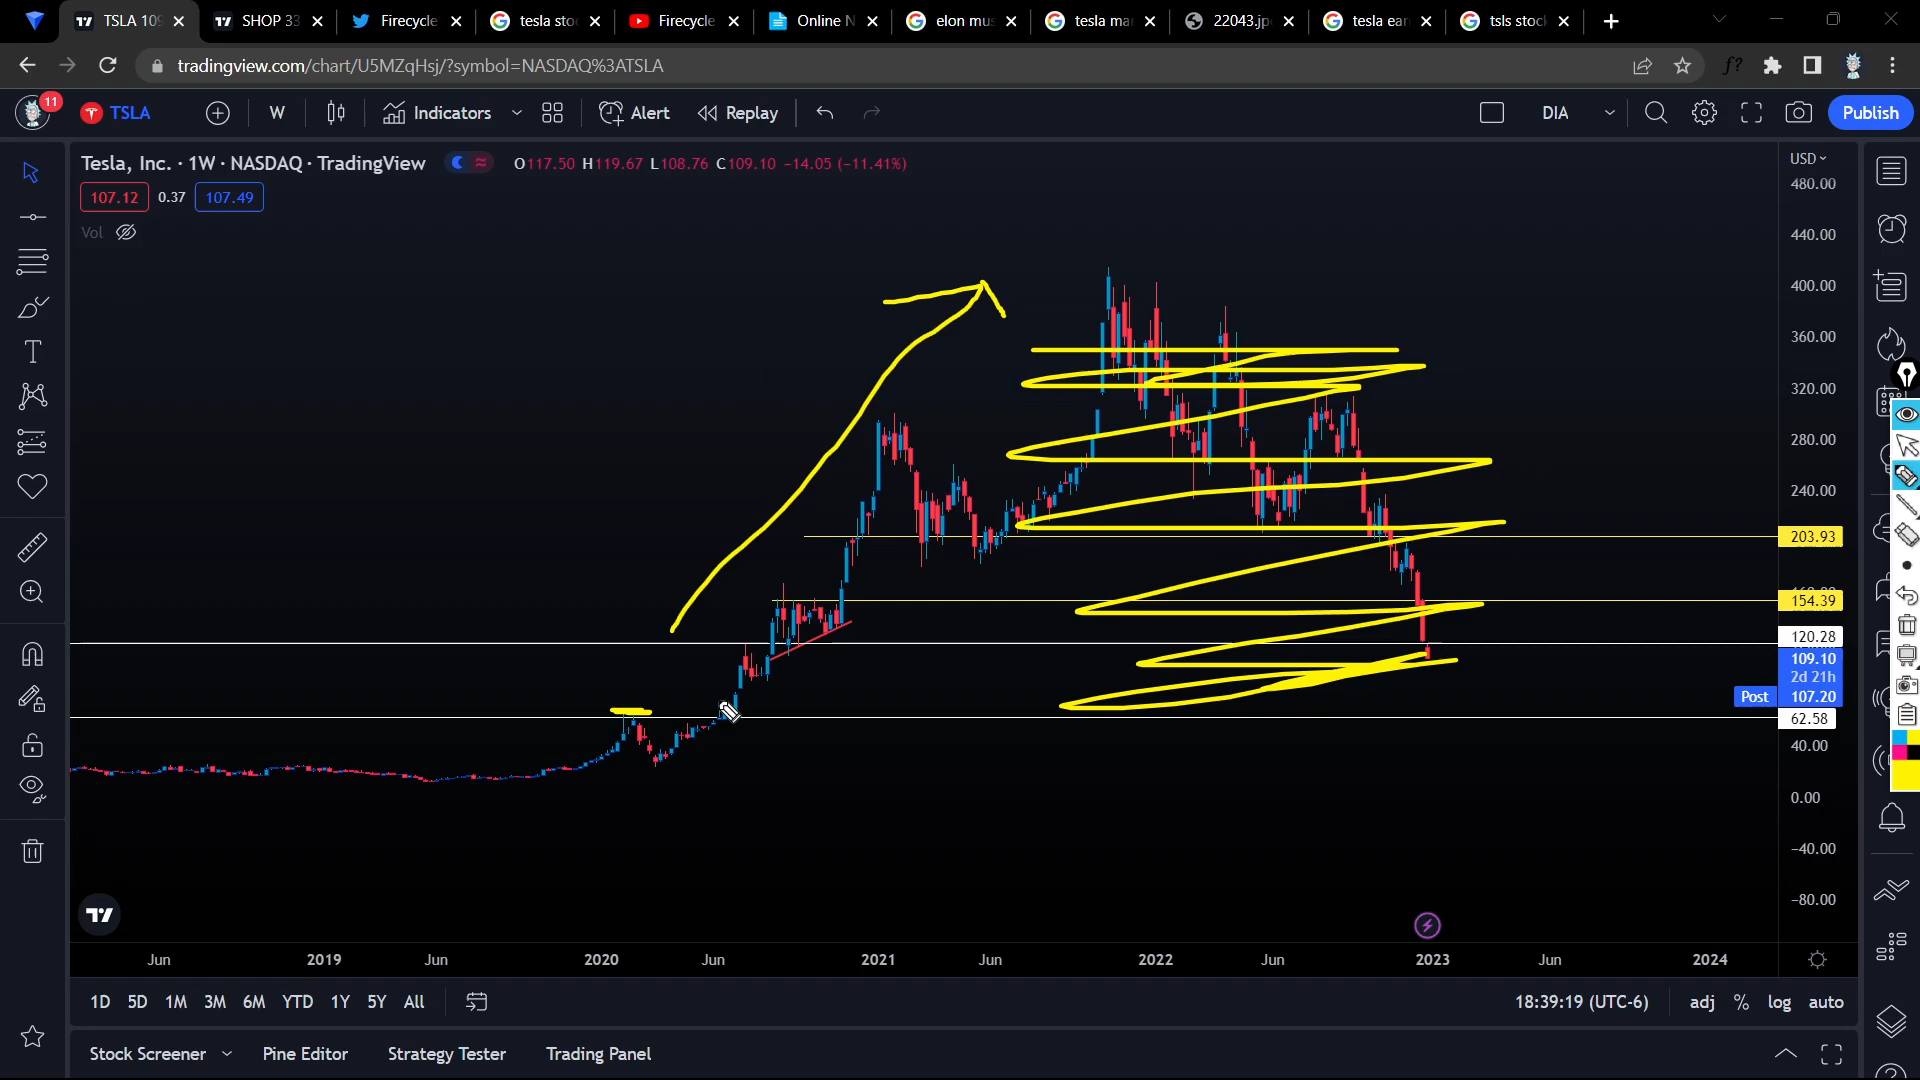 TSLA 109
SHOP 33
Firecycle
tesla sto
Firecycle
Online N
elon mus
tesla mar
22043.jp
tesla ear
tsls stoc
tradingview.com/chart/U5MZqHsj/?symbol=NASDAQ%3ATSLA
11
TSLA
W
Indicators
Alert
Replay
DIA
Publish
Tesla, Inc. · 1W · NASDAQ · TradingView
O117.50 H119.67 L108.76 C109.10 −14.05 (−11.41%)
USD
107.12
0.37
107.49
Vol
480.00
440.00
400.00
360.00
320.00
280.00
240.00
203.93
154.39
120.28
109.10
2d 21h
Post
107.20
62.58
40.00
0.00
−40.00
−80.00
Jun
2019
Jun
2020
Jun
2021
Jun
2022
Jun
2023
Jun
2024
1D
5D
1M
3M
6M
YTD
1Y
5Y
All
18:39:19 (UTC-6)
adj
%
log
auto
Stock Screener
Pine Editor
Strategy Tester
Trading Panel